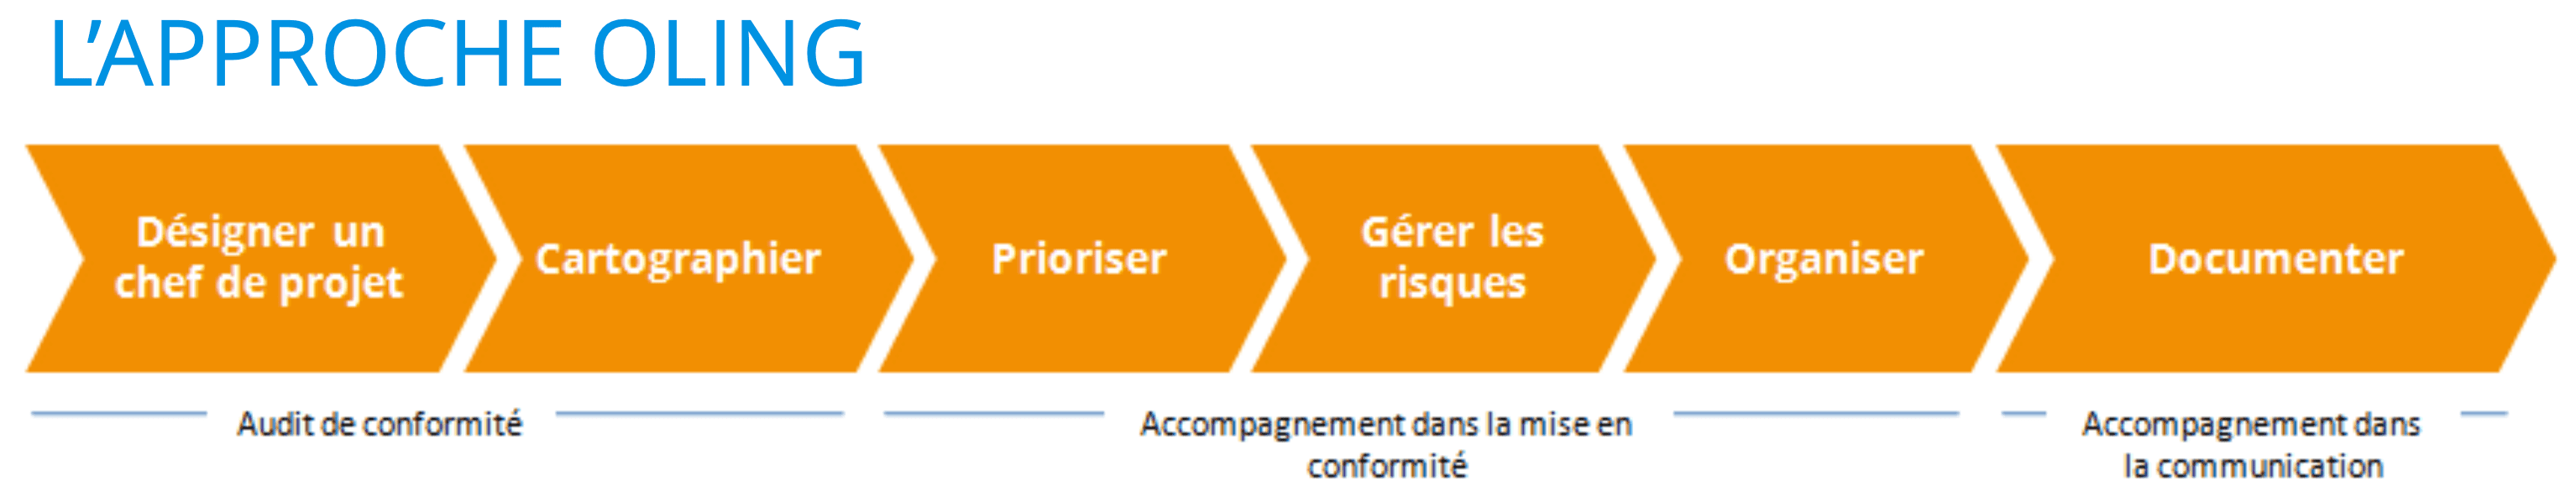 L’APPROCHE OLING
Désigner un
chef de projet
Cartographier
Prioriser
Gérer les
risques
Organiser
Documenter
Audit de conformité
Accompagnement dans la mise en
conformité
Accompagnement dans
la communication